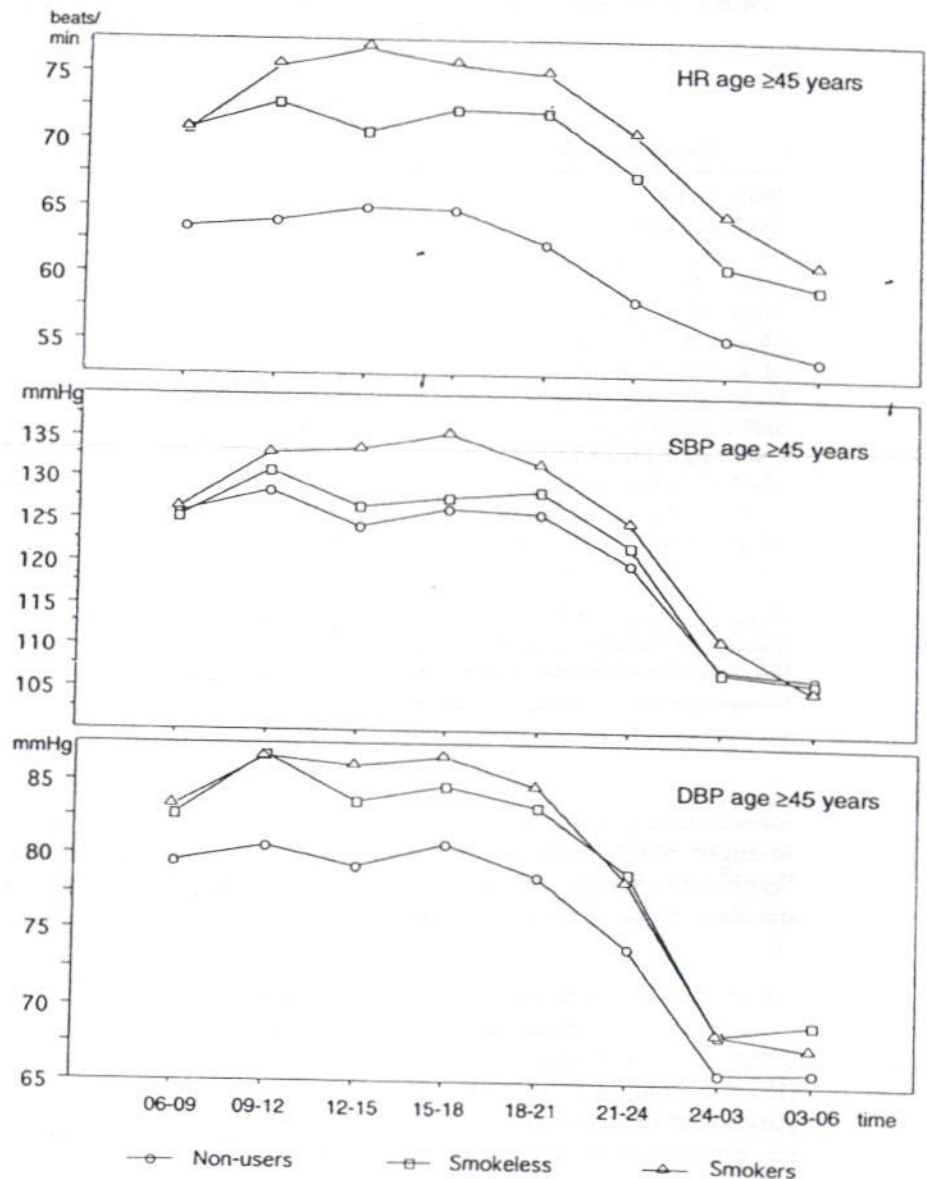 beats/
min
75
70
65
60
55
HR age ≥45 years
mmHg
135
130
125
120
115
110
105
SBP age ≥45 years
mmHg
85
80
75
70
65
DBP age ≥45 years
06-09 09-12 12-15 15-18 18-21 21-24 24-03 03-06 time
Non-users Smokeless Smokers